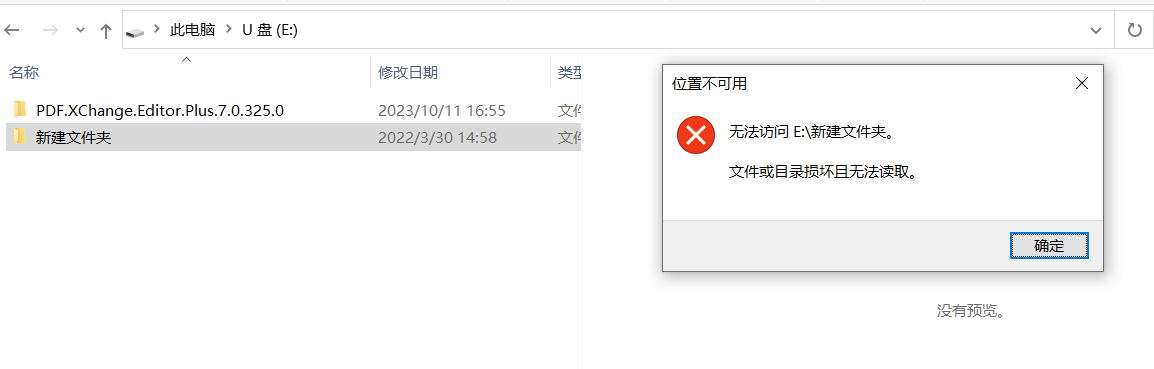 此电脑 U 盘 (E:)
名称 修改日期 类型
PDF.XChange.Editor.Plus.7.0.325.0 2023/10/11 16:55 文件
新建文件夹 2022/3/30 14:58 文件
位置不可用
无法访问 E:\新建文件夹。
文件或目录损坏且无法读取。
确定
没有预览。